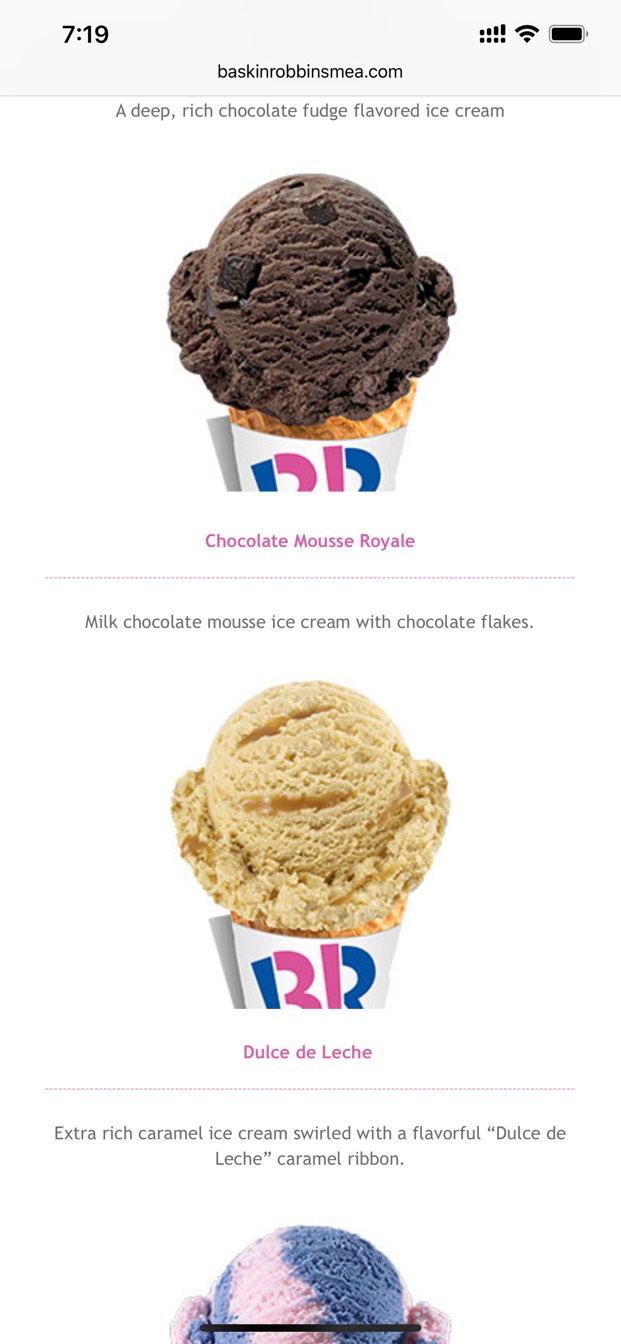 7:19
baskinrobbinsmea.com
A deep, rich chocolate fudge flavored ice cream
BR
Chocolate Mousse Royale
Milk chocolate mousse ice cream with chocolate flakes.
BR
Dulce de Leche
Extra rich caramel ice cream swirled with a flavorful “Dulce de
Leche” caramel ribbon.